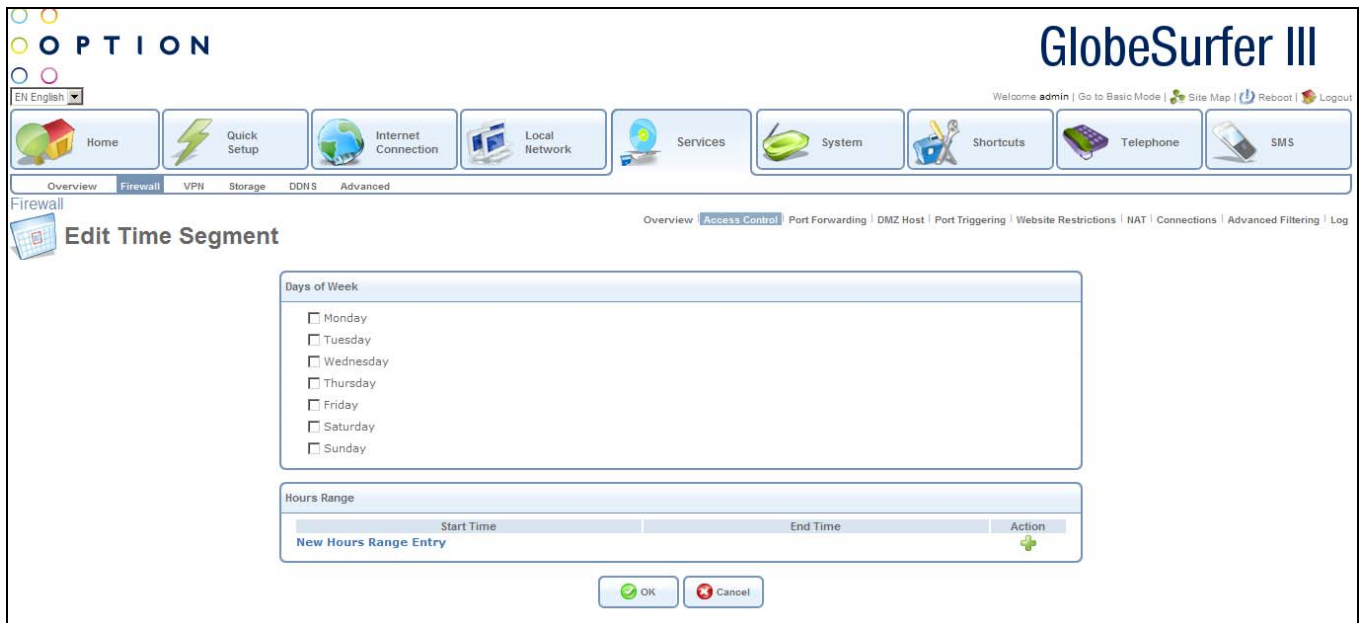 OPTION
GlobeSurfer III
EN English
Welcome admin | Go to Basic Mode | Site Map | Reboot | Logout
Home
Quick Setup
Internet Connection
Local Network
Services
System
Shortcuts
Telephone
SMS
Overview Firewall VPN Storage DDNS Advanced
Firewall
Overview | Access Control | Port Forwarding | DMZ Host | Port Triggering | Website Restrictions | NAT | Connections | Advanced Filtering | Log
Edit Time Segment
Days of Week
Monday
Tuesday
Wednesday
Thursday
Friday
Saturday
Sunday
Hours Range
Start Time End Time Action
New Hours Range Entry
OK Cancel